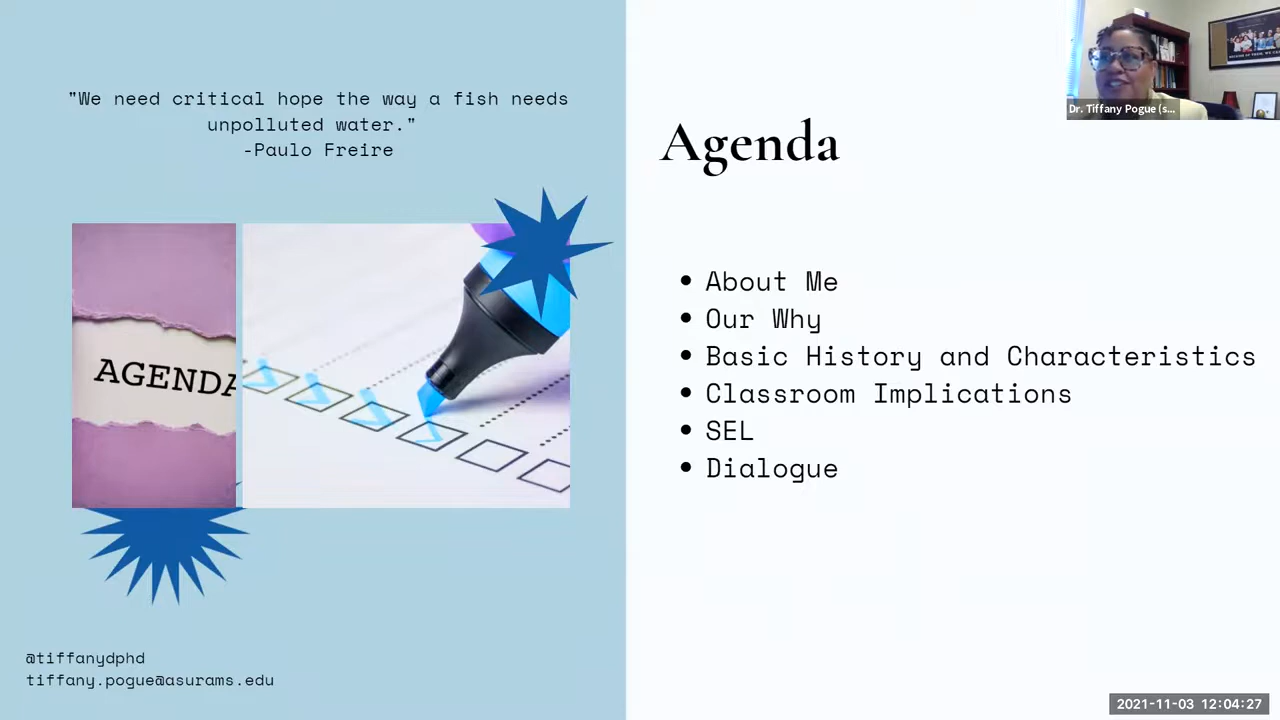 "We need critical hope the way a fish needs
unpolluted water."
-Paulo Freire
AGENDA
@tiffanydphd
tiffany.pogue@asurams.edu
Agenda
• About Me
• Our Why
• Basic History and Characteristics
• Classroom Implications
• SEL
• Dialogue
Dr. Tiffany Pogue (s...
2021-11-03 12:04:27